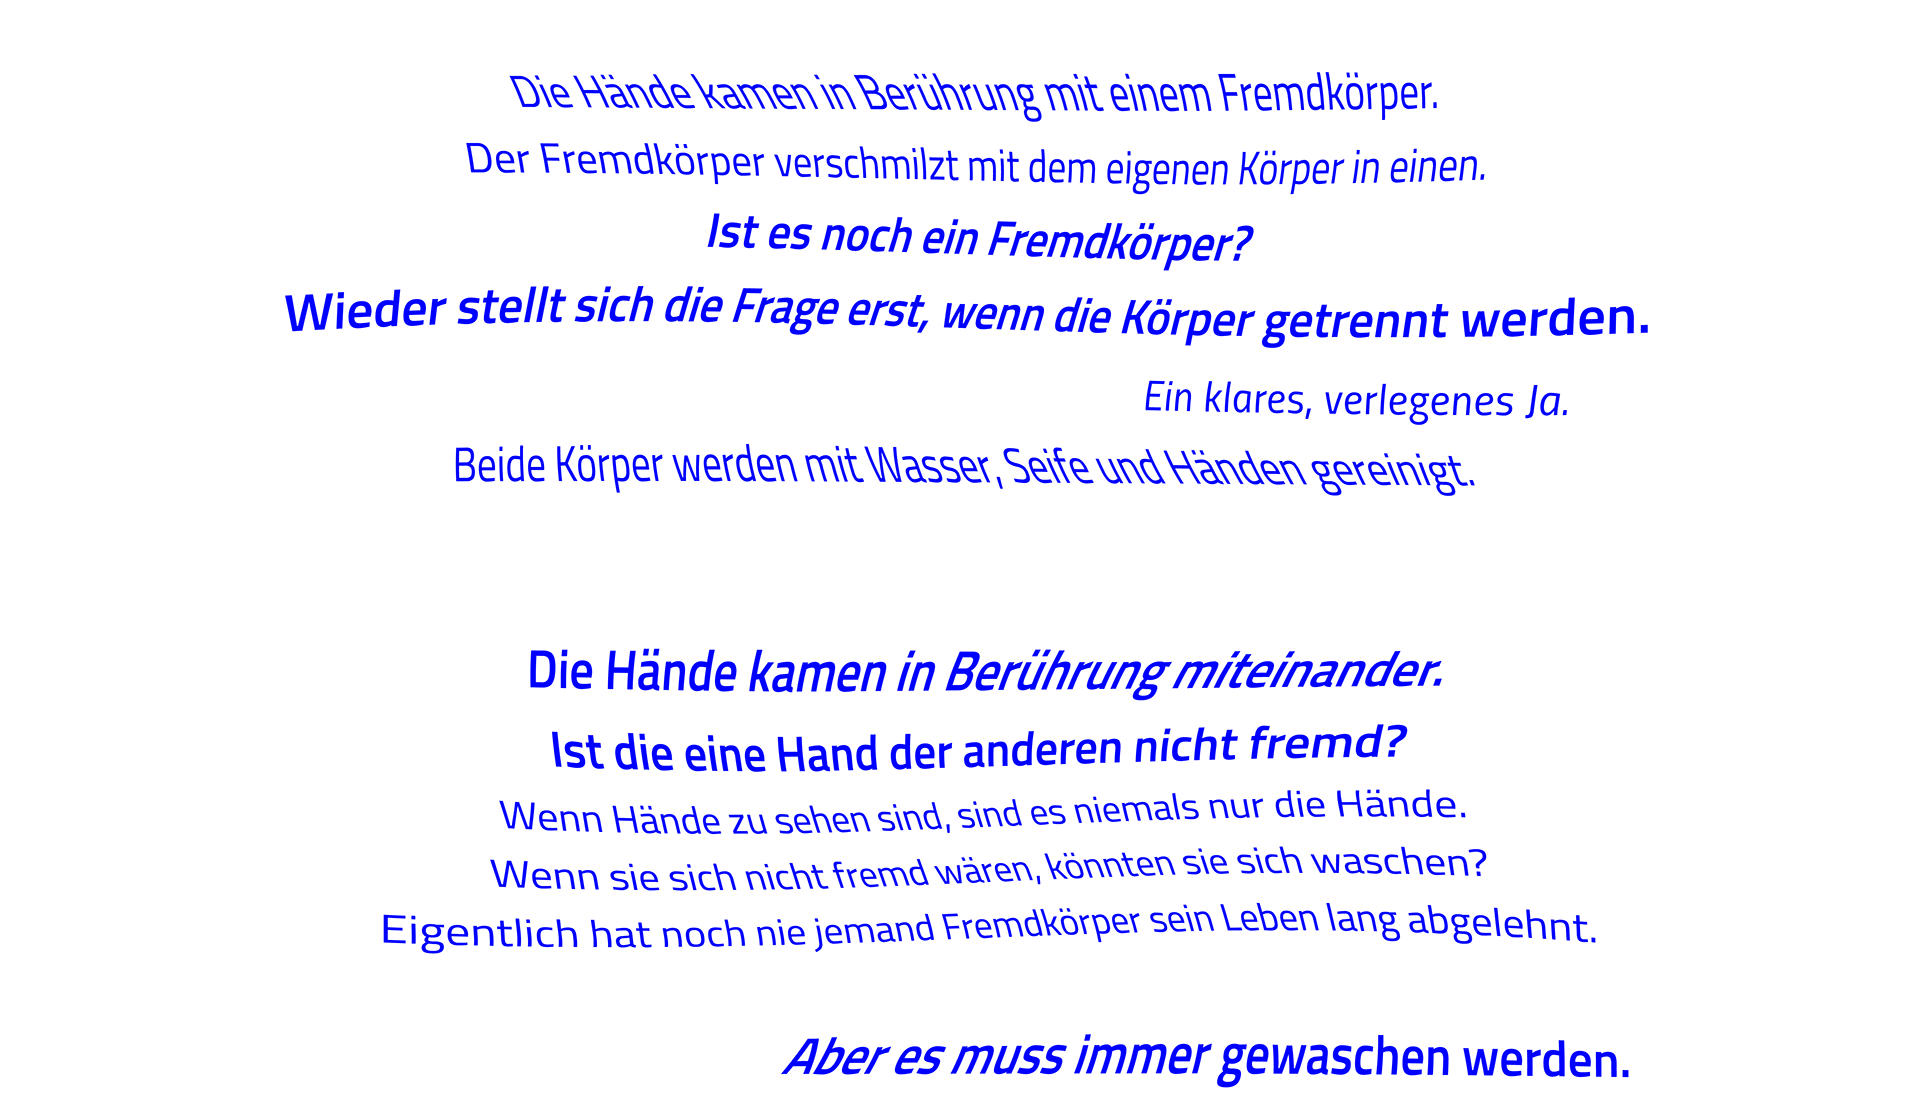 Die Hände kamen in Berührung mit einem Fremdkörper.
Der Fremdkörper verschmilzt mit dem eigenen Körper in einen.
Ist es noch ein Fremdkörper?
Wieder stellt sich die Frage erst, wenn die Körper getrennt werden.
Ein klares, verlegenes Ja.
Beide Körper werden mit Wasser, Seife und Händen gereinigt.
Die Hände kamen in Berührung miteinander.
Ist die eine Hand der anderen nicht fremd?
Wenn Hände zu sehen sind, sind es niemals nur die Hände.
Wenn sie sich nicht fremd wären, könnten sie sich waschen?
Eigentlich hat noch nie jemand Fremdkörper sein Leben lang abgelehnt.
Aber es muss immer gewaschen werden.